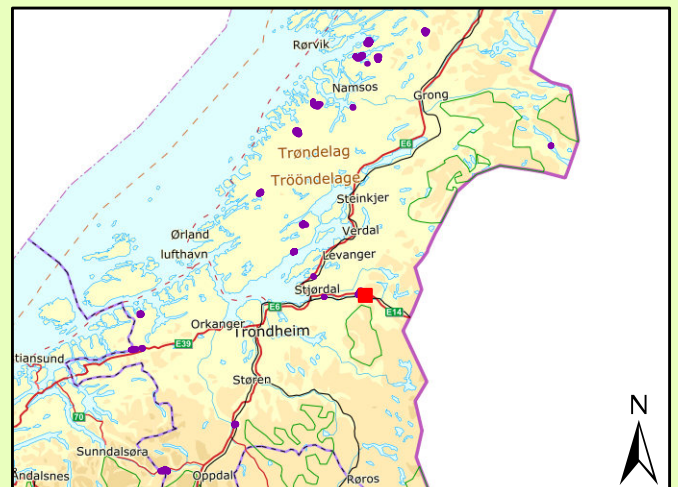 Rørvik
Namsos
Grong
E6
Trøndelag
Trööndelage
Steinkjer
Ørland
lufthavn
Verdal
Levanger
Stjørdal
E6
E14
Orkanger
Trondheim
E39
tiansund
Støren
70
N
Sunndalsøra
Åndalsnes
Oppdal
Røros